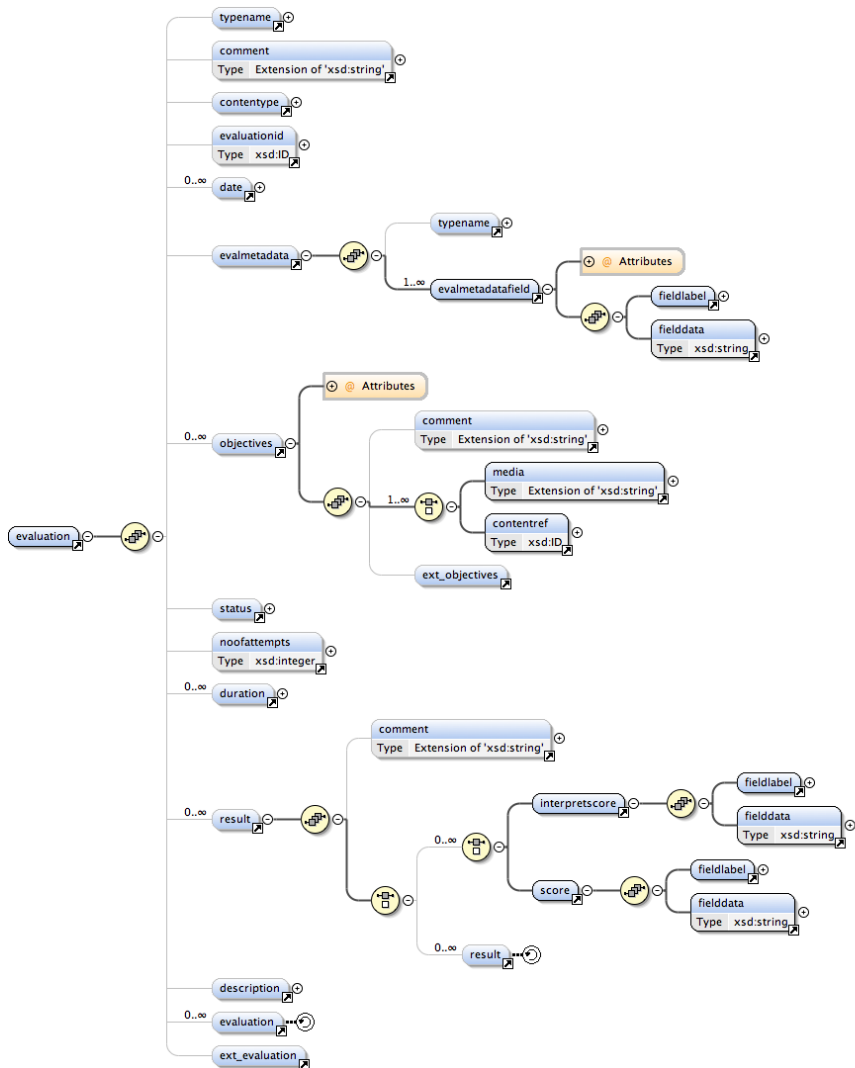 typename
comment
Type Extension of 'xsd:string'
contentype
evaluationid
Type xsd:ID
0..∞ date
typename
evalmetadata
@ Attributes
1..∞ evalmetadatafield
fieldlabel
fielddata
Type xsd:string
@ Attributes
comment
Type Extension of 'xsd:string'
0..∞ objectives
media
Type Extension of 'xsd:string'
1..∞
contentref
Type xsd:ID
evaluation
ext_objectives
status
noofattempts
Type xsd:integer
0..∞ duration
comment
Type Extension of 'xsd:string'
fieldlabel
interpretscore
0..∞ result
fielddata
Type xsd:string
0..∞
fieldlabel
score
fielddata
Type xsd:string
0..∞ result
description
0..∞ evaluation
ext_evaluation